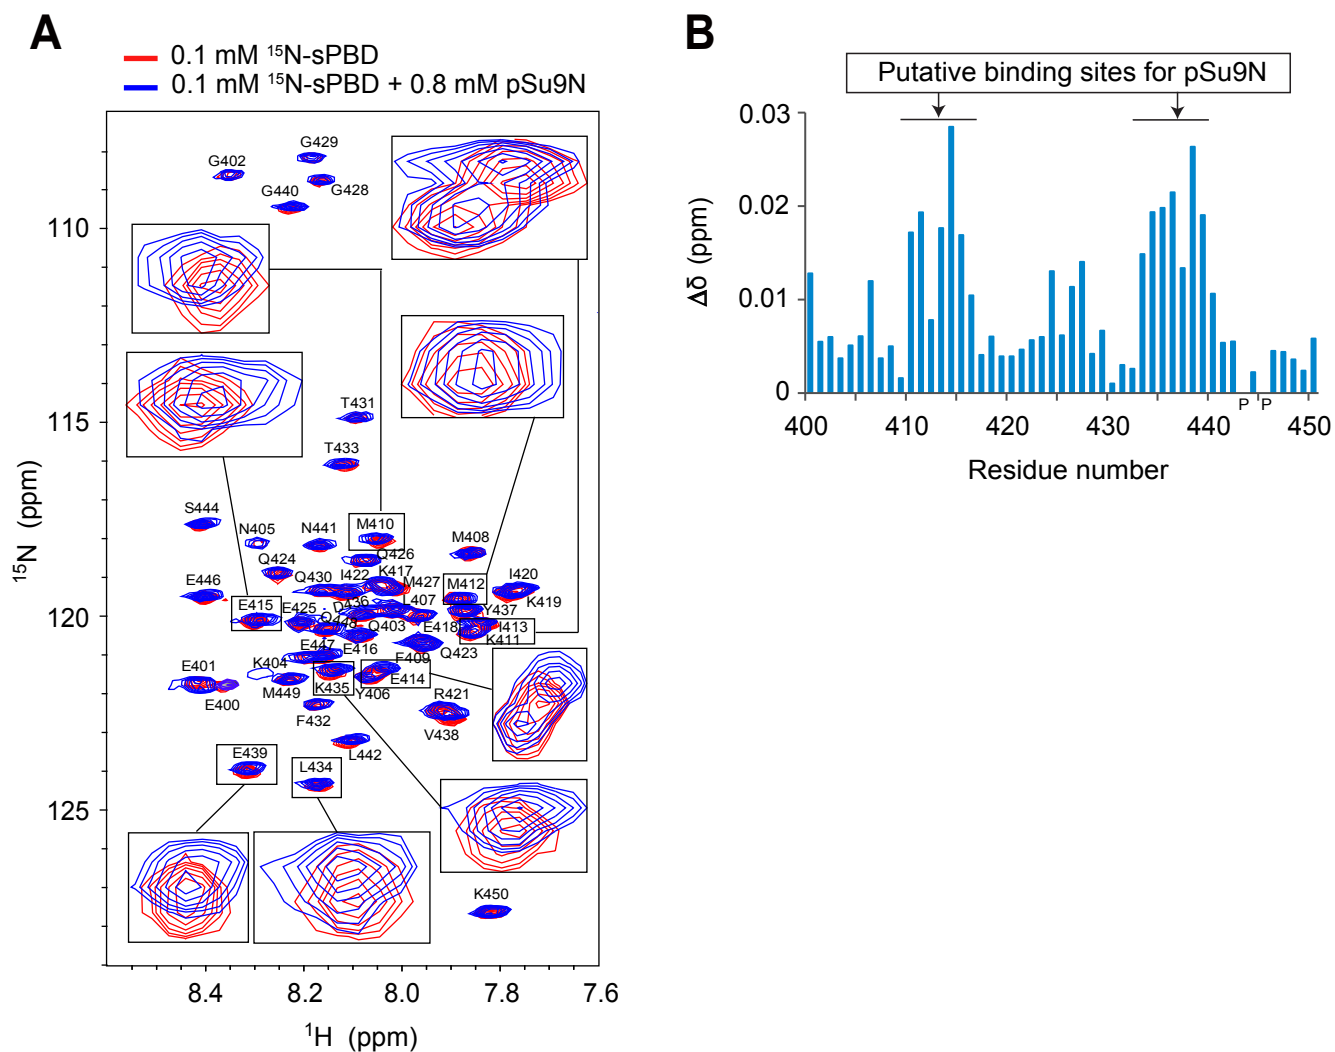 A
0.1 mM ¹⁵N-sPBD
0.1 mM ¹⁵N-sPBD + 0.8 mM pSu9N
G429
G402
G440
G428
110
T431
115
T433
S444
N405
N441
M410
M408
Q424
Q426
Q430
I422
K417
M427
M412
I420
E446
K419
E415
E425
D436
L407
Y437
120
Q448
Q403
E418
I413
K411
E447
E416
F409
Q423
E401
K404
E414
M449
K435
Y406
R421
E400
F432
V438
E439
L442
L434
125
K450
¹⁵N (ppm)
8.4 8.2 8.0 7.8 7.6
¹H (ppm)
B
Putative binding sites for pSu9N
0.03
0.02
0.01
0
Δδ (ppm)
P P
400 410 420 430 440 450
Residue number